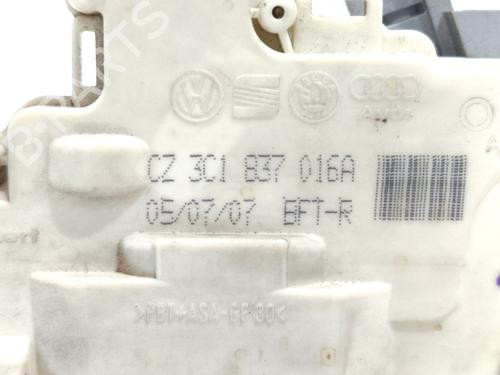 CZ 3C1 837 016A
05/07/07 BFT-R
>PBT+ASA-GF30<